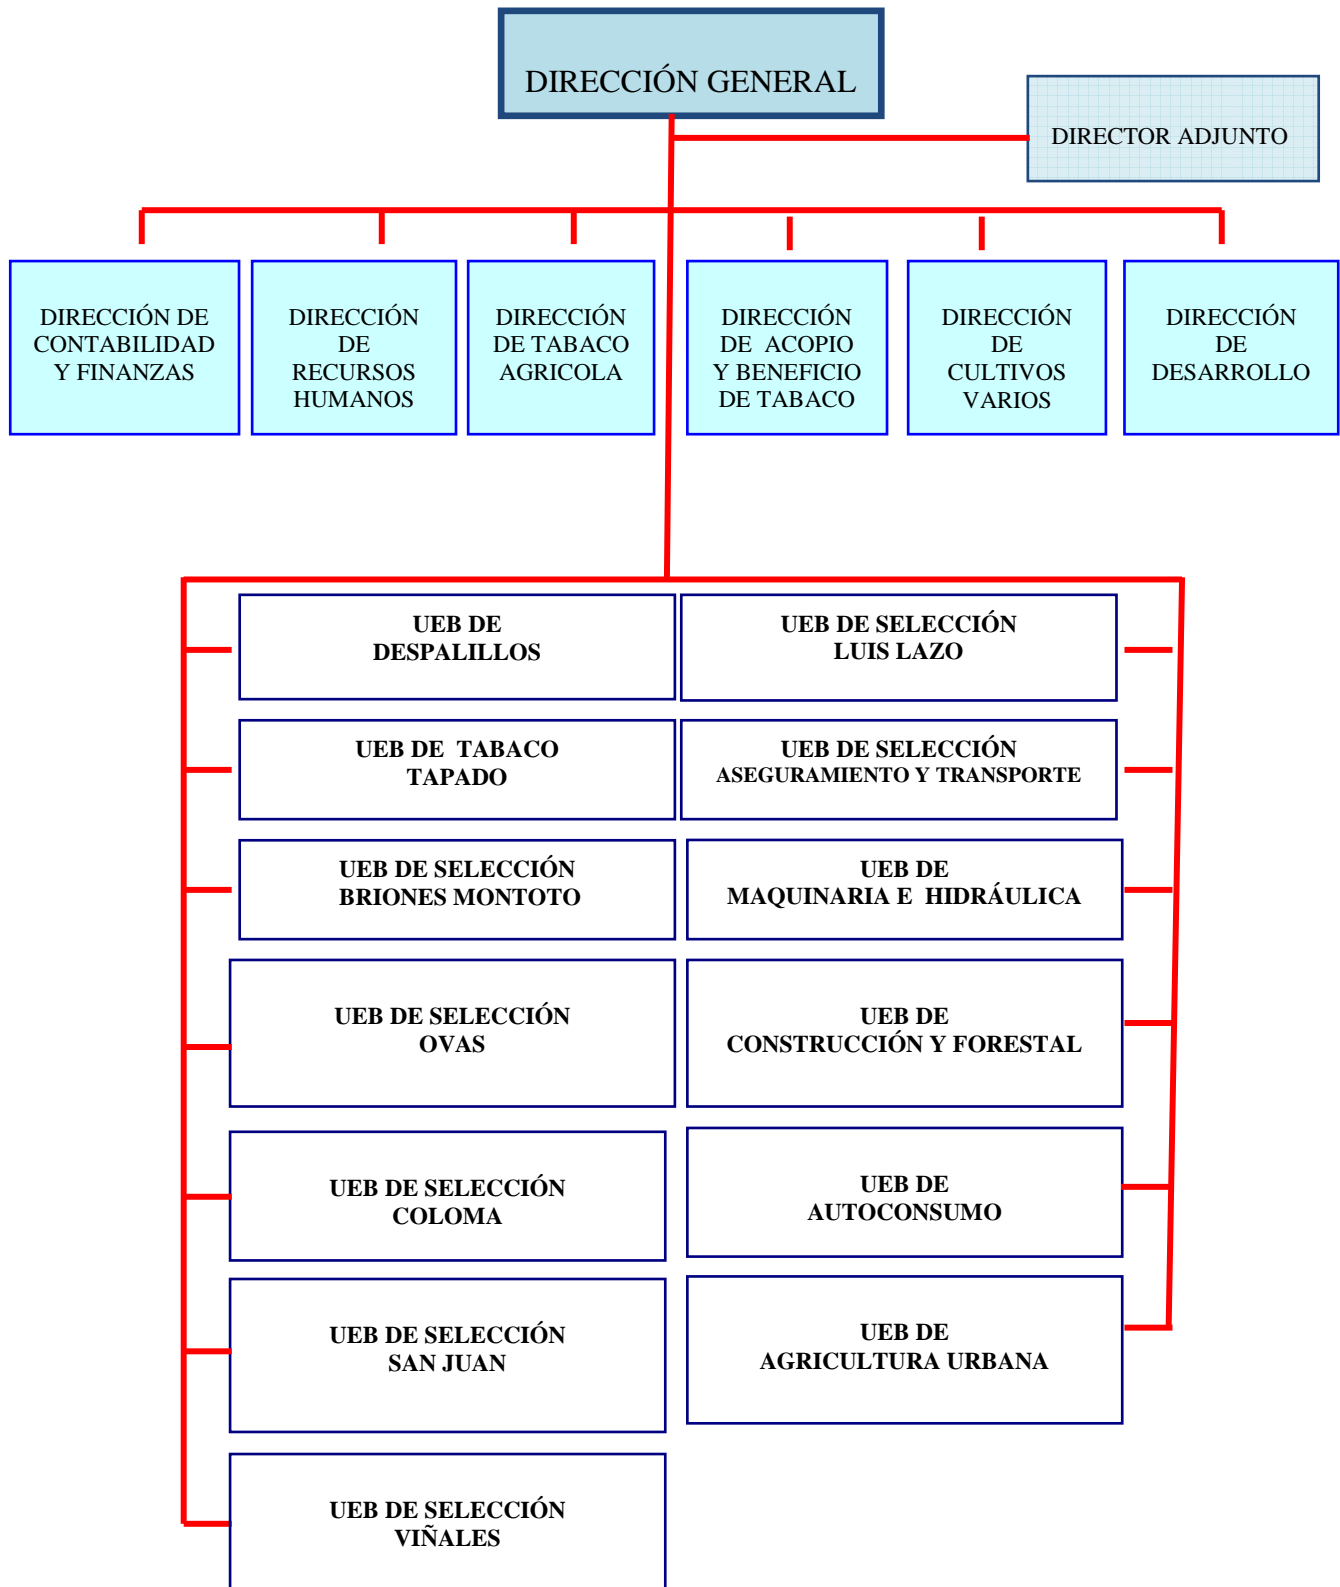 DIRECCIÓN GENERAL
DIRECTOR ADJUNTO
DIRECCIÓN DE
CONTABILIDAD
Y FINANZAS
DIRECCIÓN
DE
RECURSOS
HUMANOS
DIRECCIÓN
DE TABACO
AGRICOLA
DIRECCIÓN
DE ACOPIO
Y BENEFICIO
DE TABACO
DIRECCIÓN
DE
CULTIVOS
VARIOS
DIRECCIÓN
DE
DESARROLLO
UEB DE
DESPALILLOS
UEB DE SELECCIÓN
LUIS LAZO
UEB DE TABACO
TAPADO
UEB DE SELECCIÓN
ASEGURAMIENTO Y TRANSPORTE
UEB DE SELECCIÓN
BRIONES MONTOTO
UEB DE
MAQUINARIA E HIDRÁULICA
UEB DE SELECCIÓN
OVAS
UEB DE
CONSTRUCCIÓN Y FORESTAL
UEB DE SELECCIÓN
COLOMA
UEB DE
AUTOCONSUMO
UEB DE SELECCIÓN
SAN JUAN
UEB DE
AGRICULTURA URBANA
UEB DE SELECCIÓN
VIÑALES